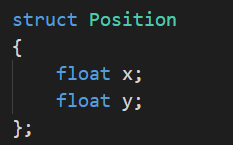 struct Position
{
    float x;
    float y;
};